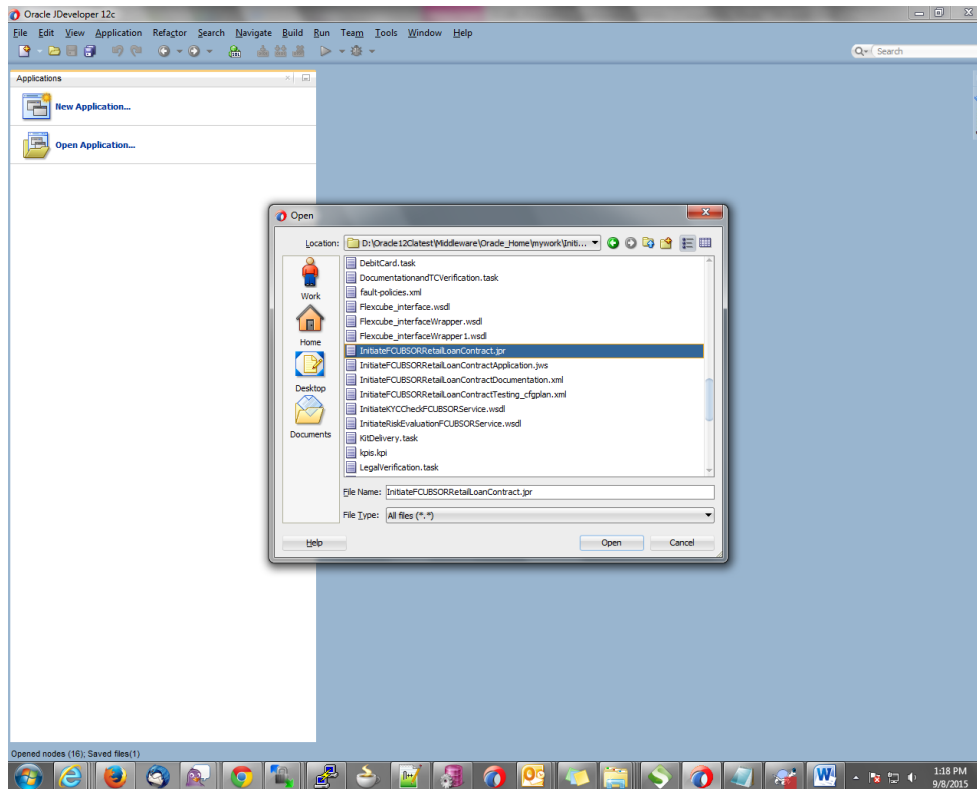 Oracle JDeveloper 12c
File Edit View Application Refactor Search Navigate Build Run Team Tools Window Help
Search
Applications
New Application...
Open Application...
Open
Location: D:\Oracle12Clatest\Middleware\Oracle_Home\mywork\Initi...
Work
Home
Desktop
Documents
DebitCard.task
DocumentationandTCVerification.task
fault-policies.xml
Flexcube_interface.wsdl
Flexcube_interfaceWrapper.wsdl
Flexcube_interfaceWrapper1.wsdl
InitiateFCUBSORRetailLoanContract.jpr
InitiateFCUBSORRetailLoanContractApplication.jws
InitiateFCUBSORRetailLoanContractDocumentation.xml
InitiateFCUBSORRetailLoanContractTesting_cfgplan.xml
InitiateKYCCheckFCUBSORService.wsdl
InitiateRiskEvaluationFCUBSORService.wsdl
KitDelivery.task
kpis.kpi
LegalVerification.task
File Name: InitiateFCUBSORRetailLoanContract.jpr
File Type: All files (*.*)
Help Open Cancel
Opened nodes (16); Saved files(1)
1:18 PM
9/8/2015